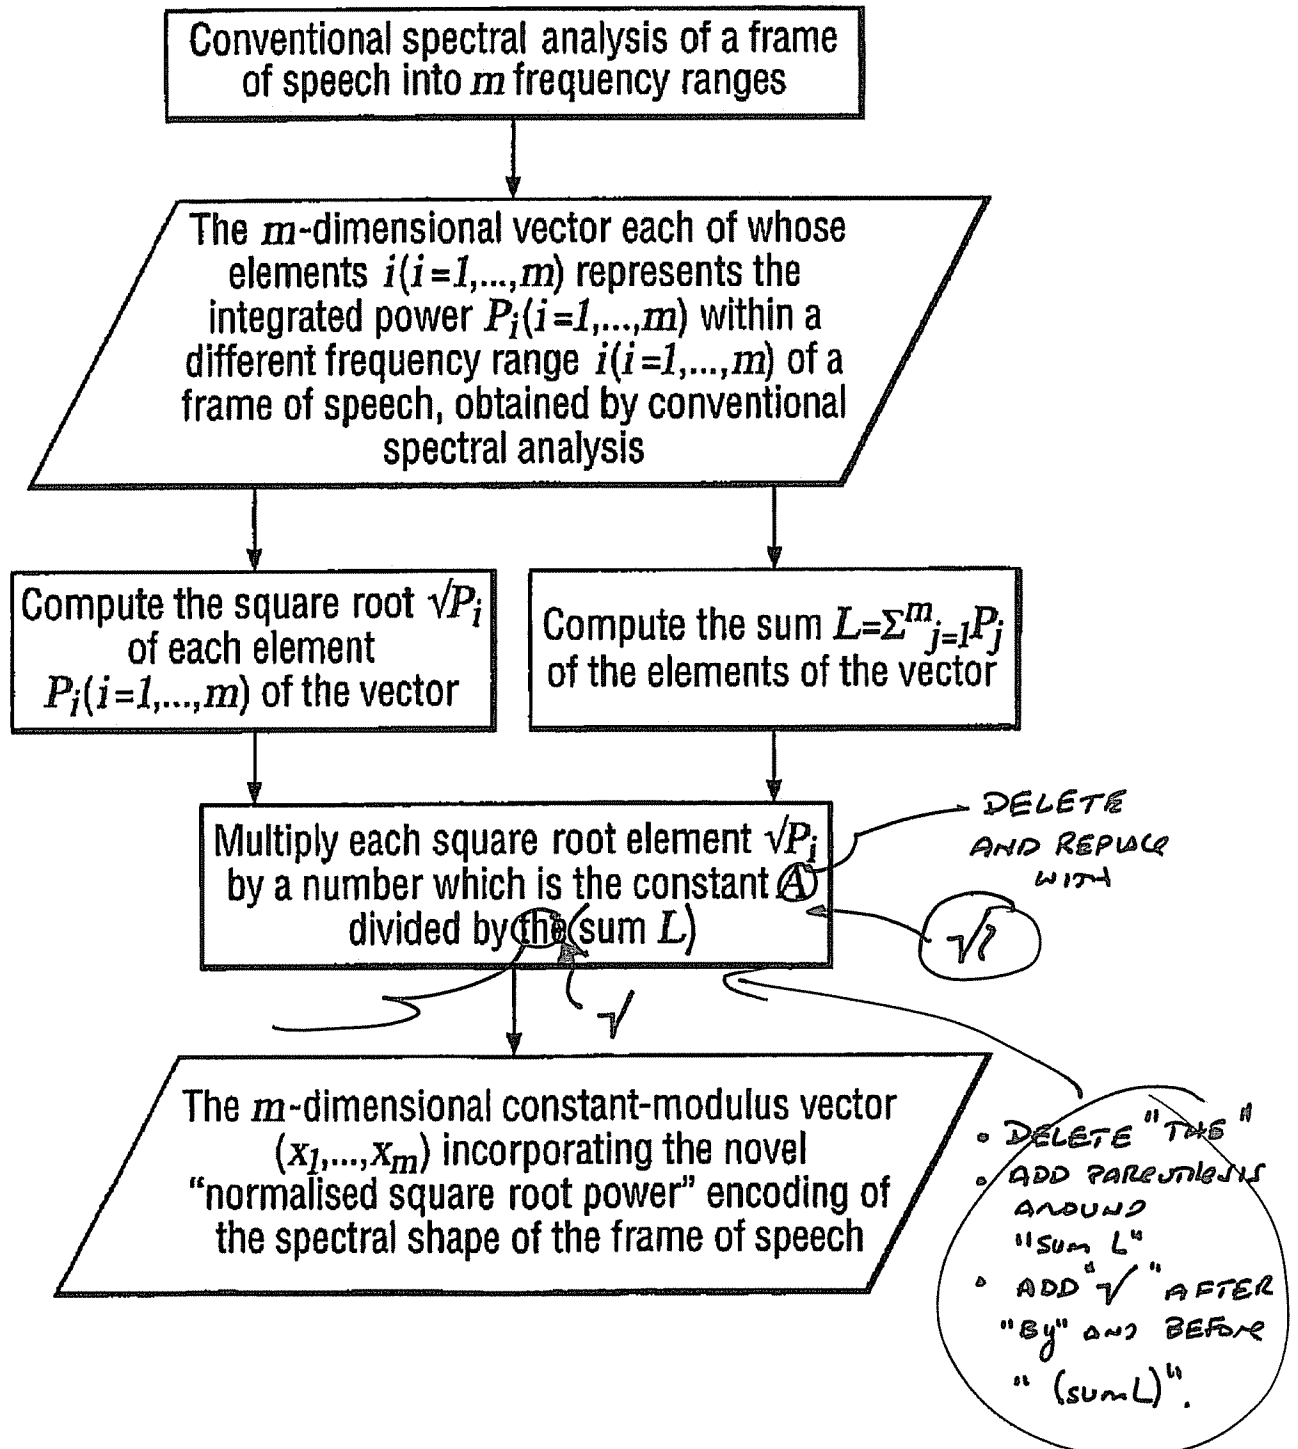 Conventional spectral analysis of a frame
of speech into m frequency ranges
The m-dimensional vector each of whose
elements i(i=1,...,m) represents the
integrated power Pi(i=1,...,m) within a
different frequency range i(i=1,...,m) of a
frame of speech, obtained by conventional
spectral analysis
Compute the square root √Pi
of each element
Pi(i=1,...,m) of the vector
Compute the sum L=Σ^m_j=1 Pj
of the elements of the vector
Multiply each square root element √Pi
by a number which is the constant A
divided by the (sum L)
DELETE
AND REPLACE
WITH
√
√
The m-dimensional constant-modulus vector
(x1,...,xm) incorporating the novel
“normalised square root power” encoding of
the spectral shape of the frame of speech
• DELETE "THE"
• ADD PARENTHESIS
AROUND
"SUM L"
• ADD "√" AFTER
"By" AND BEFORE
"(sum L)".